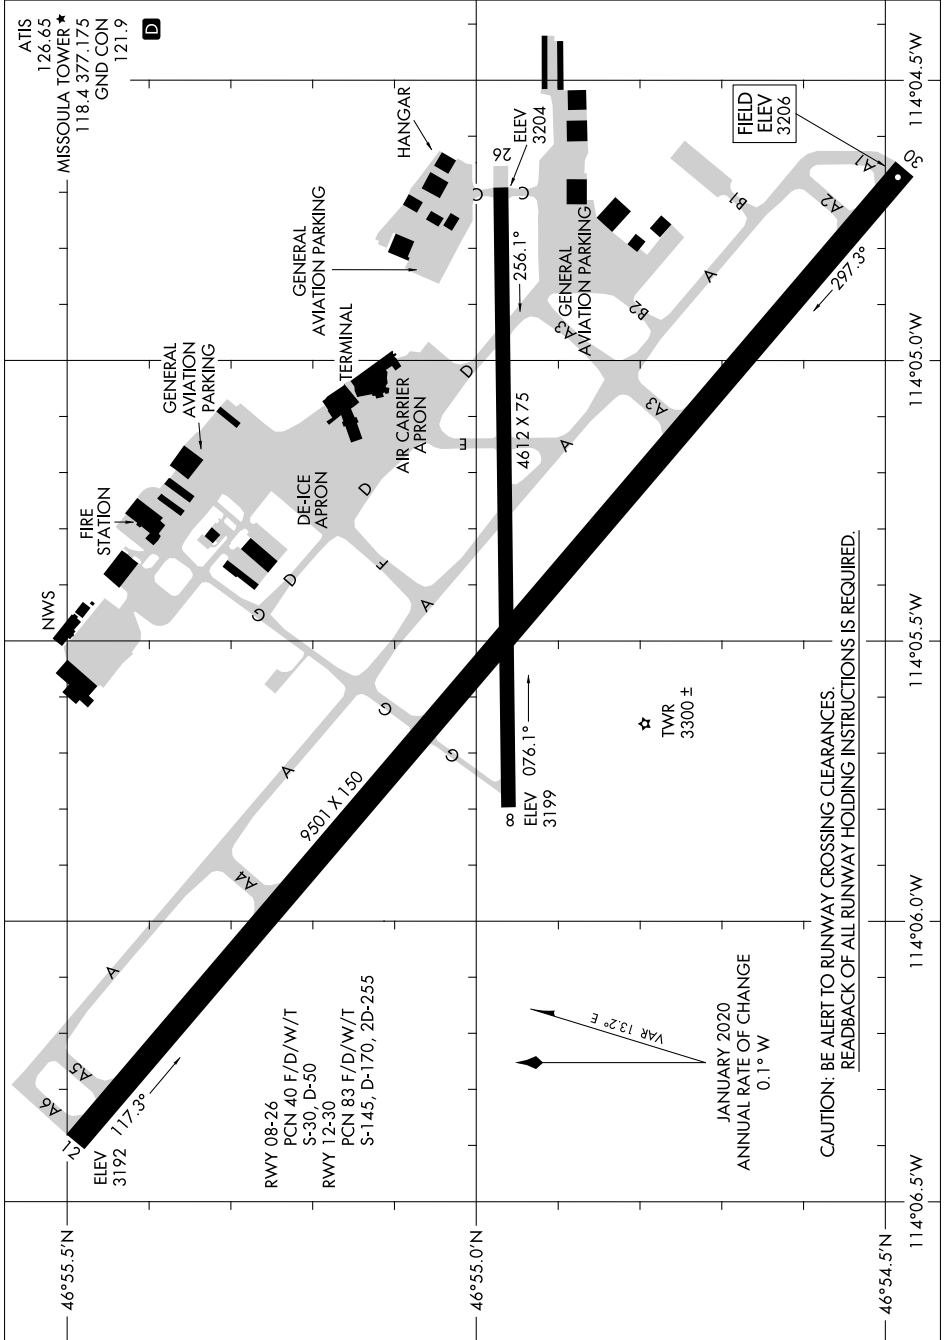 ATIS
126.65
MISSOULA TOWER★
118.4 377.175
GND CON
121.9
D
HANGAR
GENERAL
AVIATION PARKING
TERMINAL
GENERAL
AVIATION
PARKING
FIRE
STATION
NWS
AIR CARRIER
APRON
DE-ICE
APRON
26
ELEV
3204
FIELD
ELEV
3206
GENERAL
AVIATION PARKING
C
C
256.1°
4612 X 75
076.1°
8
ELEV
3199
30
A1
A2
B1
B2
A
A3
A3
A
D
E
D
F
D
G
A
G
G
A
A4
A
A5
A6
12
297.3°
9501 X 150
117.3°
ELEV
3192
TWR
3300 ±
RWY 08-26
PCN 40 F/D/W/T
S-30, D-50
RWY 12-30
PCN 83 F/D/W/T
S-145, D-170, 2D-255
VAR 13.2° E
JANUARY 2020
ANNUAL RATE OF CHANGE
0.1° W
CAUTION: BE ALERT TO RUNWAY CROSSING CLEARANCES.
READBACK OF ALL RUNWAY HOLDING INSTRUCTIONS IS REQUIRED.
46°55.5'N
46°55.0'N
46°54.5'N
114°06.5'W
114°06.0'W
114°05.5'W
114°05.0'W
114°04.5'W